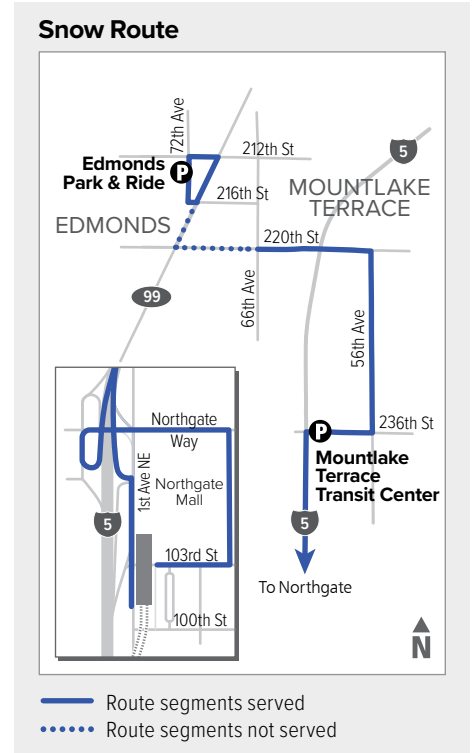 Snow Route
72th Ave
212th St
5
Edmonds
Park & Ride
P
216th St
MOUNTLAKE
TERRACE
EDMONDS
220th St
99
66th Ave
56th Ave
Northgate
Way
1st Ave NE
Northgate
Mall
5
103rd St
100th St
P
236th St
Mountlake
Terrace
Transit Center
5
To Northgate
N
Route segments served
Route segments not served